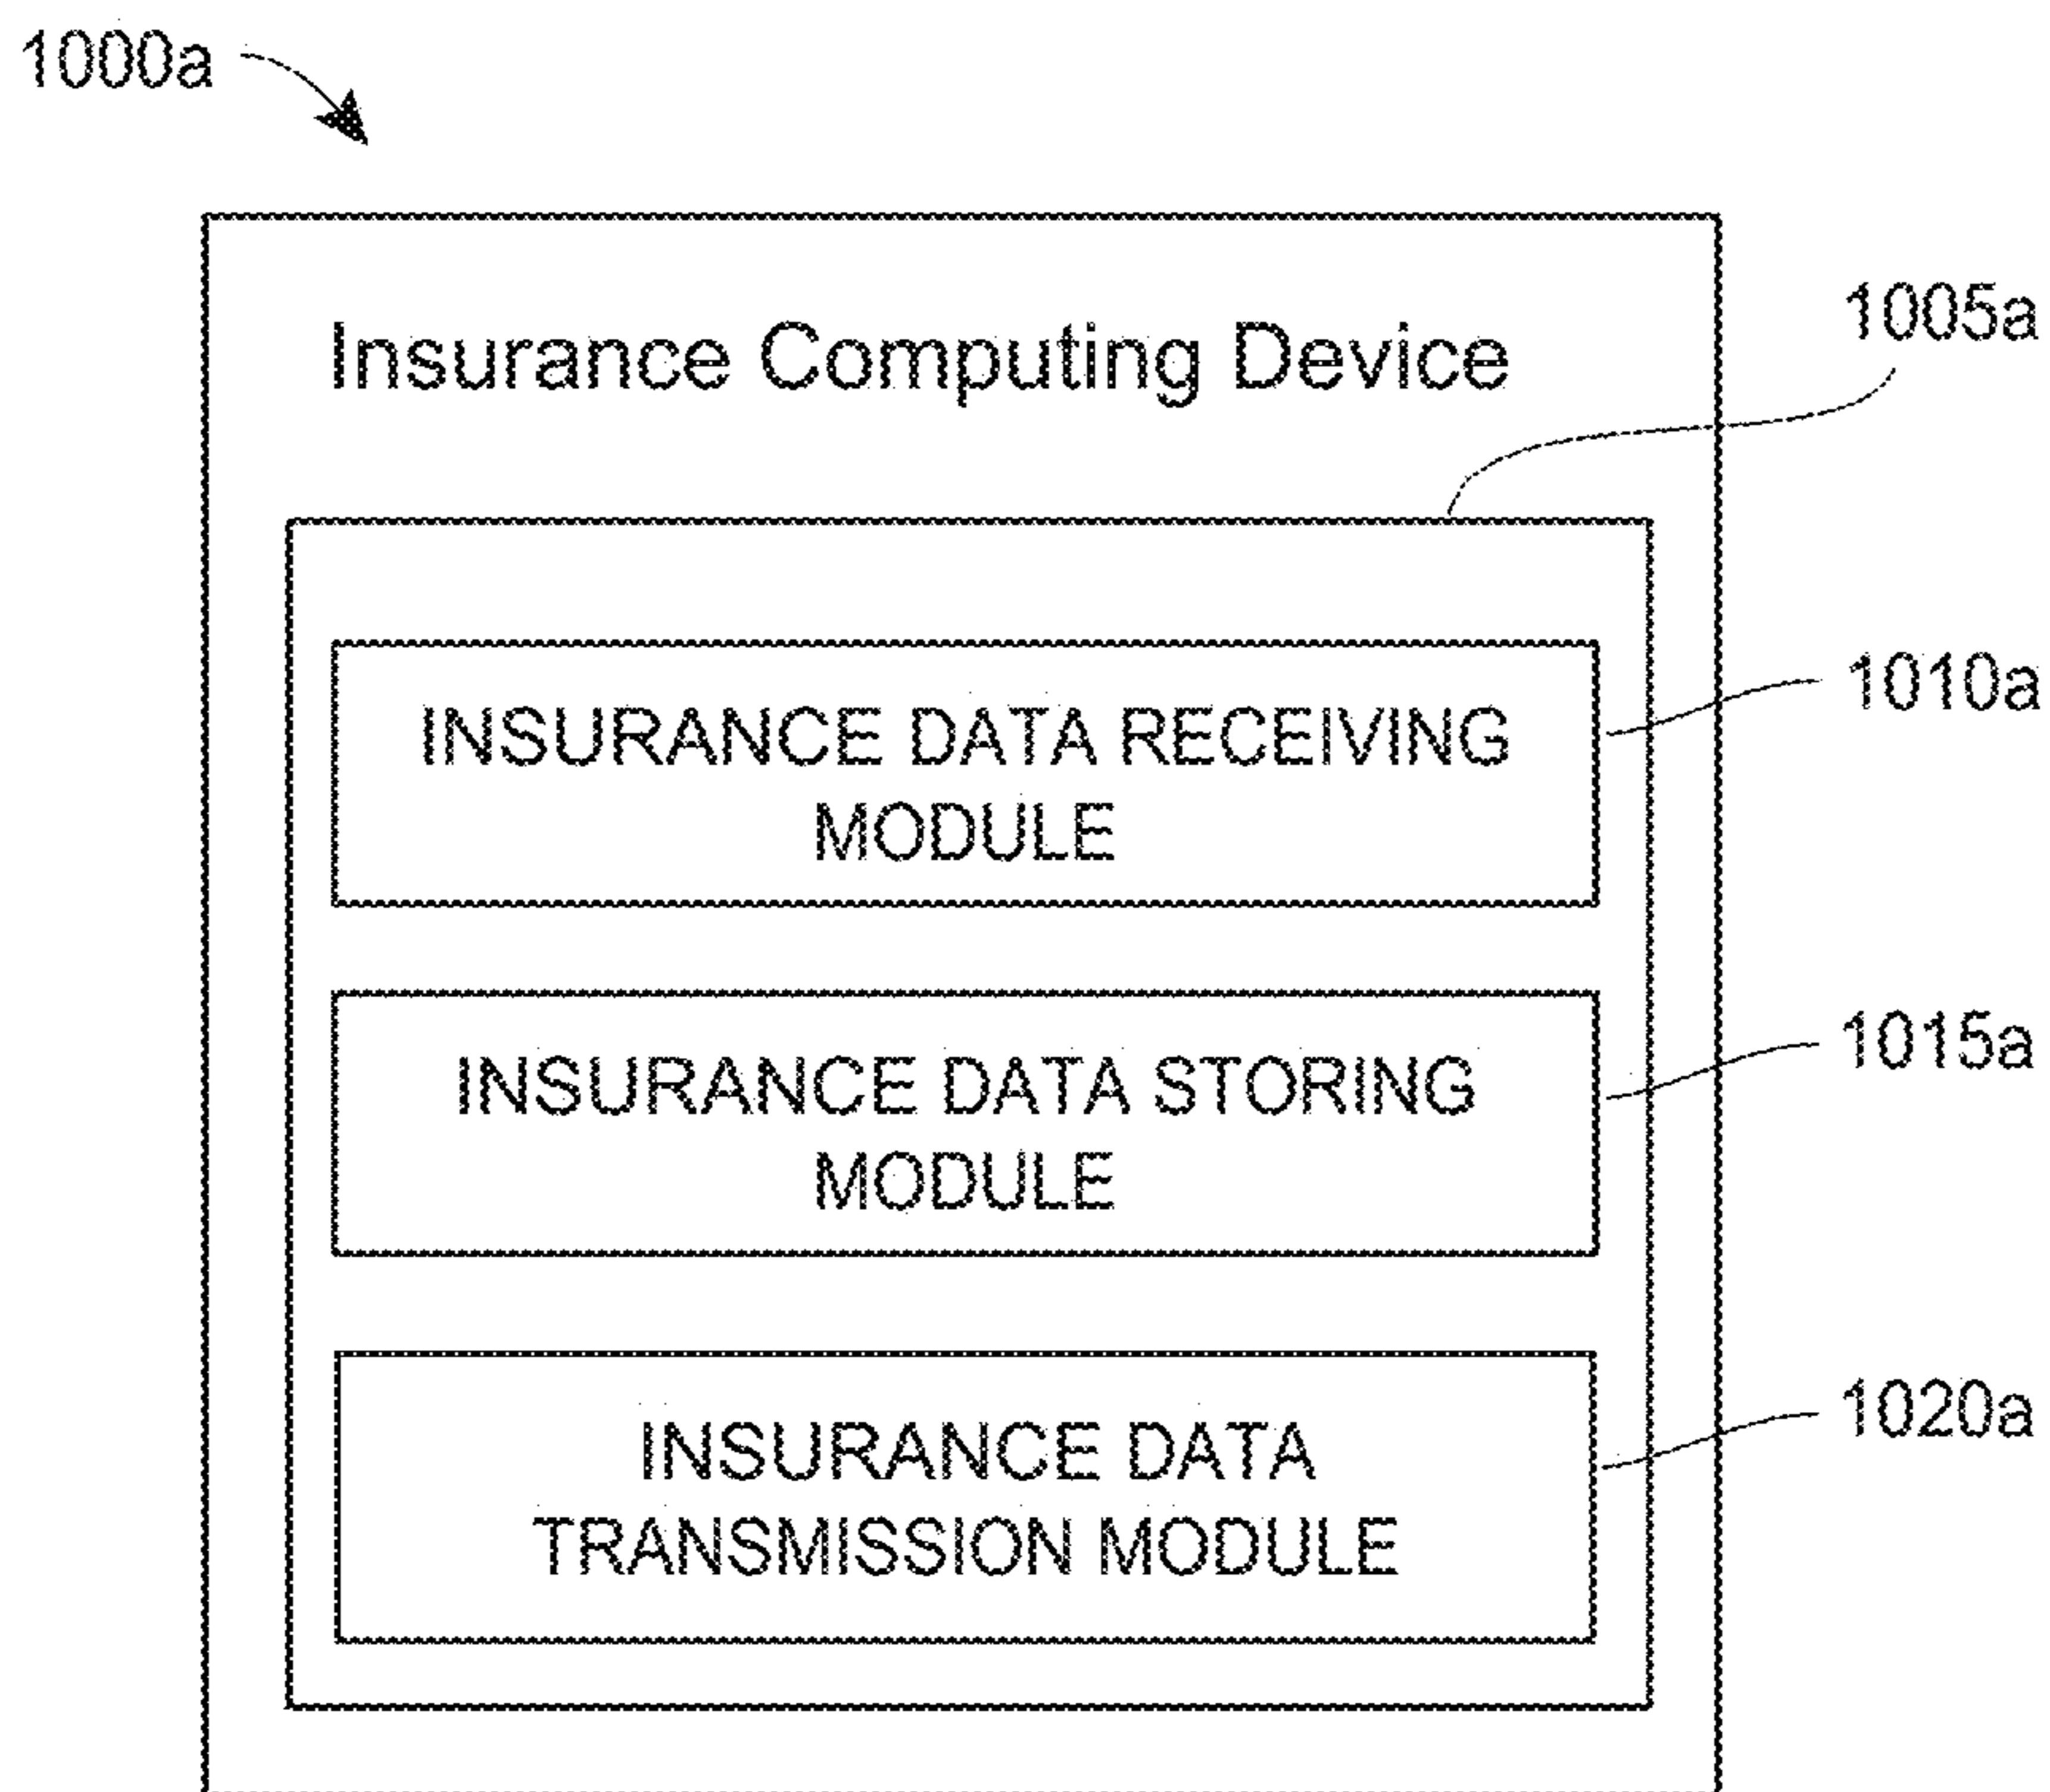 1000a
Insurance Computing Device
1005a
INSURANCE DATA RECEIVING
MODULE
1010a
INSURANCE DATA STORING
MODULE
1015a
INSURANCE DATA
TRANSMISSION MODULE
1020a